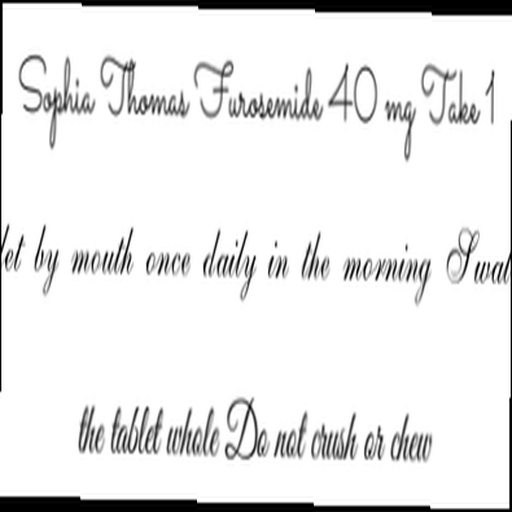 Sophia Thomas Furosemide 40 mg Take 1
by mouth once daily in the morning
the tablet whole Do not crush or chew